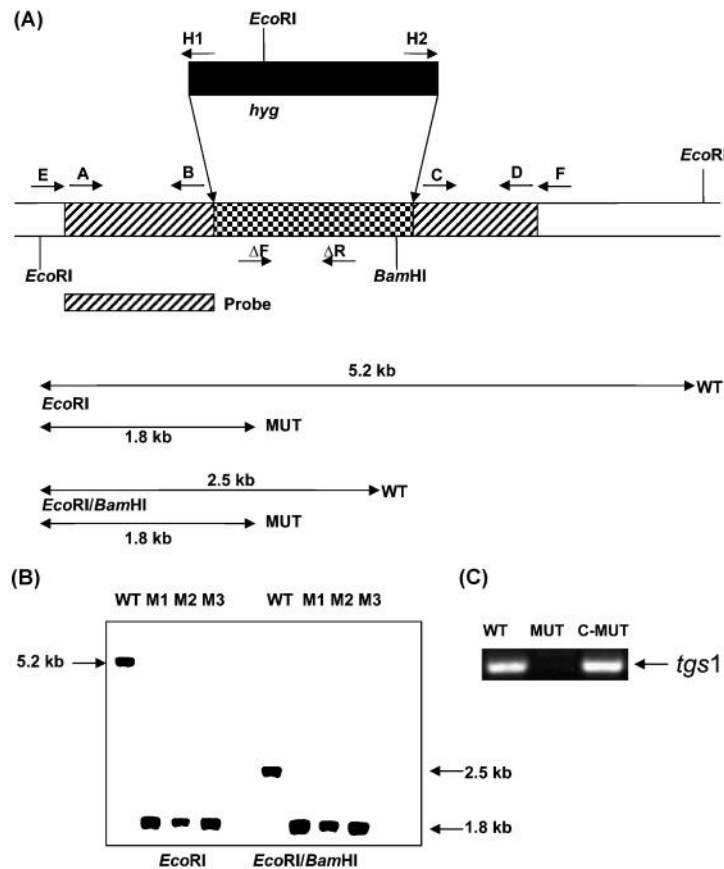 (A)
EcoRI
H1
H2
hyg
E
A
B
C
D
F
EcoRI
ΔF
ΔR
EcoRI
BamHI
Probe
5.2 kb
WT
EcoRI
MUT
1.8 kb
2.5 kb
WT
EcoRI/BamHI
MUT
1.8 kb
(B)
WT M1 M2 M3 WT M1 M2 M3
5.2 kb
2.5 kb
1.8 kb
EcoRI EcoRI/BamHI
(C)
WT MUT C-MUT
tgs1